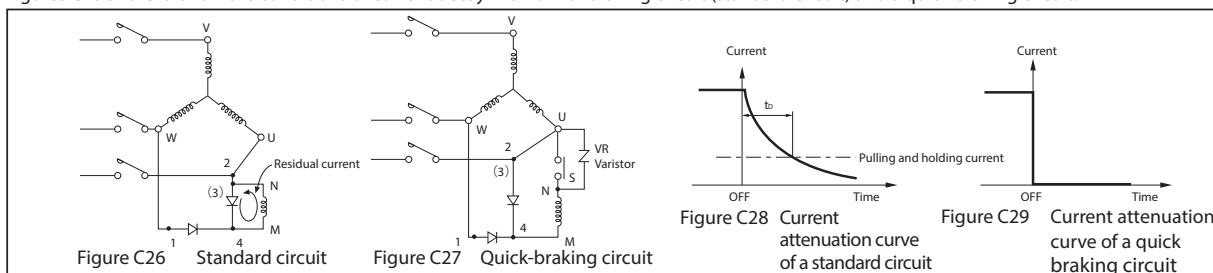 V
W
U
2
(3)
Residual current
N
M
1
4
Figure C26 Standard circuit
V
W
U
2
(3)
VR
Varistor
S
N
M
1
4
Figure C27 Quick-braking circuit
Current
tD
Pulling and holding current
OFF
Time
Figure C28 Current
attenuation curve
of a standard circuit
Current
OFF
Time
Figure C29 Current attenuation
curve of a quick
braking circuit